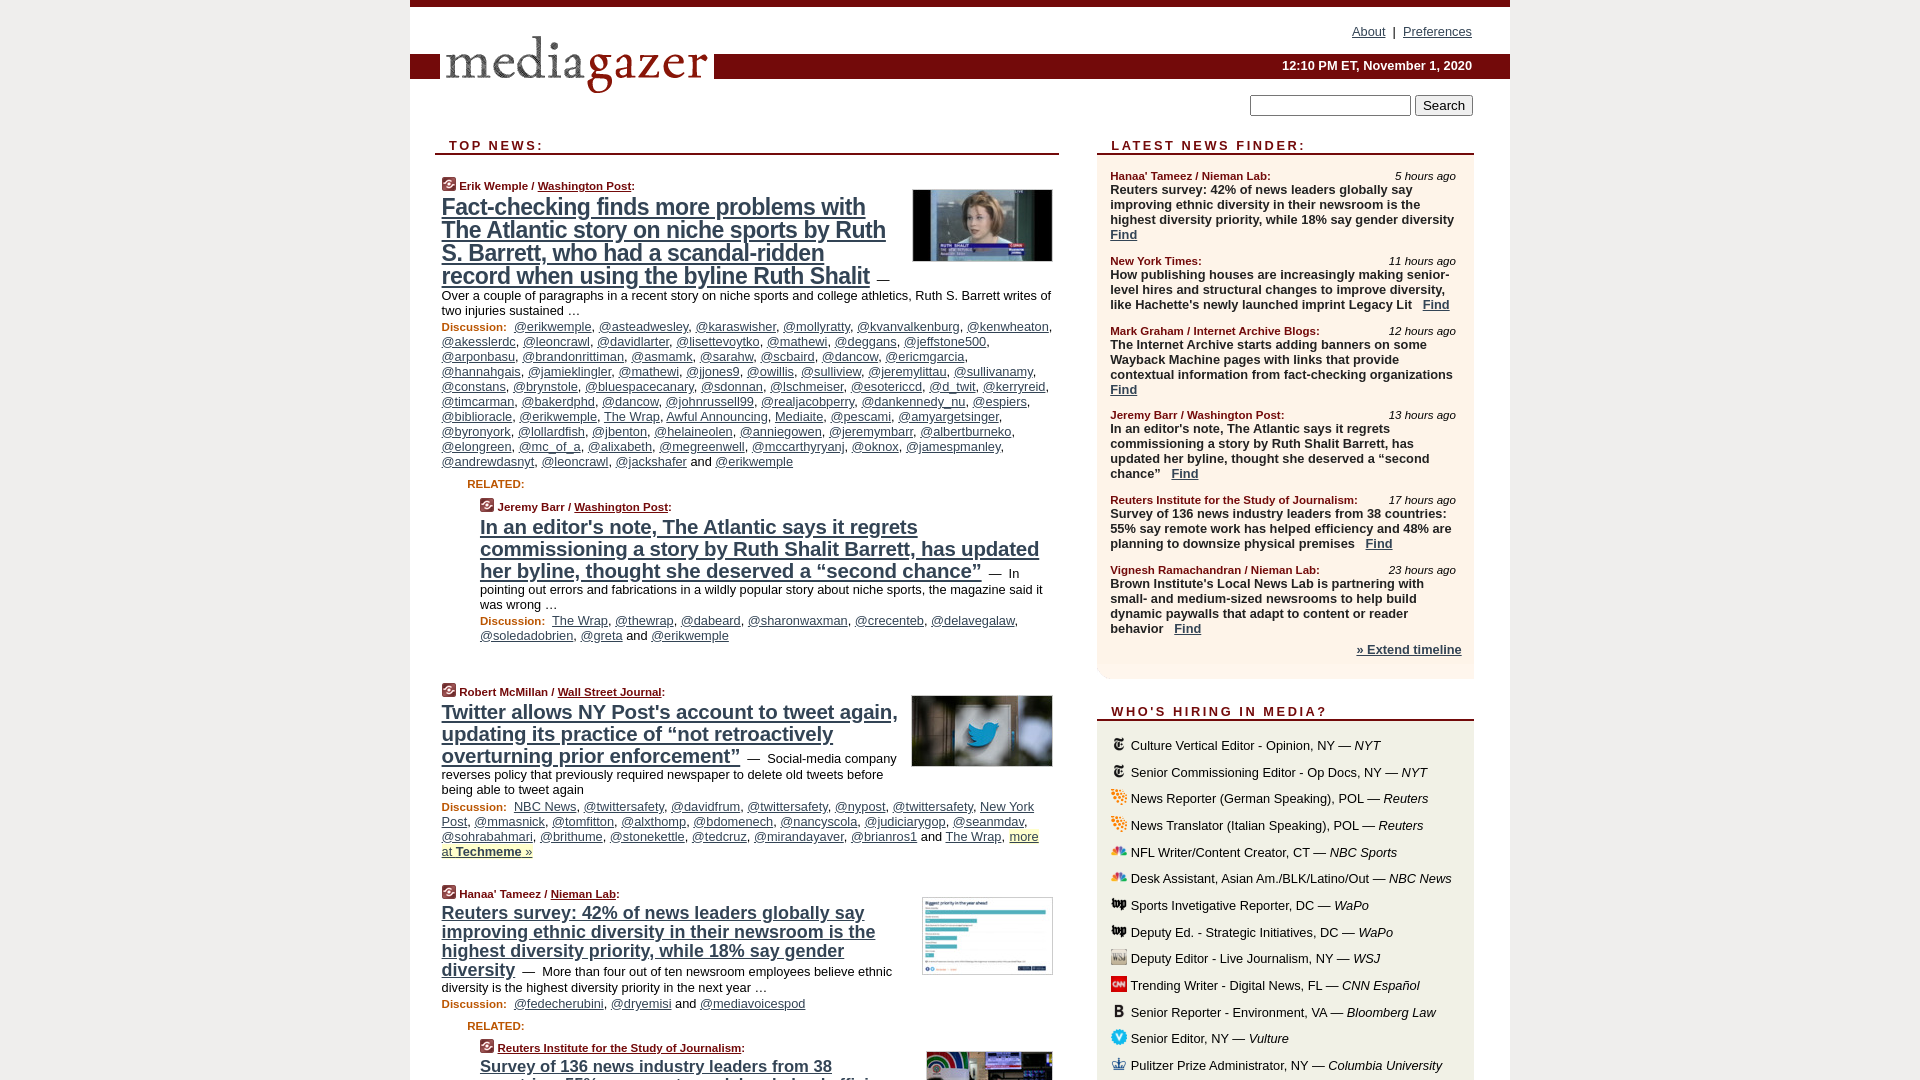 About | Preferences
mediagazer
12:10 PM ET, November 1, 2020
Search
TOP NEWS:
Erik Wemple / Washington Post:
Fact-checking finds more problems with
The Atlantic story on niche sports by Ruth
S. Barrett, who had a scandal-ridden
record when using the byline Ruth Shalit —
Over a couple of paragraphs in a recent story on niche sports and college athletics, Ruth S. Barrett writes of
two injuries sustained …
Discussion: @erikwemple, @asteadwesley, @karaswisher, @mollyratty, @kvanvalkenburg, @kenwheaton,
@akesslerdc, @leoncrawl, @davidlarter, @lisettevoytko, @mathewi, @deggans, @jeffstone500,
@arponbasu, @brandonrittiman, @asmamk, @sarahw, @scbaird, @dancow, @ericmgarcia,
@hannahgais, @jamieklingler, @mathewi, @jjones9, @owillis, @sulliview, @jeremylittau, @sullivanamy,
@constans, @brynstole, @bluespacecanary, @sdonnan, @lschmeiser, @esotericcd, @d_twit, @kerryreid,
@timcarman, @bakerdphd, @dancow, @johnrussell99, @realjacobperry, @dankennedy_nu, @espiers,
@biblioracle, @erikwemple, The Wrap, Awful Announcing, Mediaite, @pescami, @amyargetsinger,
@byronyork, @lollardfish, @jbenton, @helaineolen, @anniegowen, @jeremymbarr, @albertburneko,
@elongreen, @mc_of_a, @alixabeth, @megreenwell, @mccarthyryanj, @oknox, @jamespmanley,
@andrewdasnyt, @leoncrawl, @jackshafer and @erikwemple
RUTH SHALIT
RELATED:
Jeremy Barr / Washington Post:
In an editor's note, The Atlantic says it regrets
commissioning a story by Ruth Shalit Barrett, has updated
her byline, thought she deserved a “second chance” — In
pointing out errors and fabrications in a wildly popular story about niche sports, the magazine said it
was wrong …
Discussion: The Wrap, @thewrap, @dabeard, @sharonwaxman, @crecenteb, @delavegalaw,
@soledadobrien, @greta and @erikwemple
Robert McMillan / Wall Street Journal:
Twitter allows NY Post's account to tweet again,
updating its practice of “not retroactively
overturning prior enforcement” — Social-media company
reverses policy that previously required newspaper to delete old tweets before
being able to tweet again
Discussion: NBC News, @twittersafety, @davidfrum, @twittersafety, @nypost, @twittersafety, New York
Post, @mmasnick, @tomfitton, @alxthomp, @bdomenech, @nancyscola, @judiciarygop, @seanmdav,
@sohrabahmari, @brithume, @stonekettle, @tedcruz, @mirandayaver, @brianros1 and The Wrap, more
at Techmeme »
Hanaa' Tameez / Nieman Lab:
Reuters survey: 42% of news leaders globally say
improving ethnic diversity in their newsroom is the
highest diversity priority, while 18% say gender
diversity — More than four out of ten newsroom employees believe ethnic
diversity is the highest diversity priority in the next year …
Discussion: @fedecherubini, @dryemisi and @mediavoicespod
Biggest priority in the year ahead
RELATED:
Reuters Institute for the Study of Journalism:
Survey of 136 news industry leaders from 38
LATEST NEWS FINDER:
Hanaa' Tameez / Nieman Lab: 5 hours ago
Reuters survey: 42% of news leaders globally say
improving ethnic diversity in their newsroom is the
highest diversity priority, while 18% say gender diversity
Find
New York Times: 11 hours ago
How publishing houses are increasingly making senior-
level hires and structural changes to improve diversity,
like Hachette's newly launched imprint Legacy Lit Find
Mark Graham / Internet Archive Blogs: 12 hours ago
The Internet Archive starts adding banners on some
Wayback Machine pages with links that provide
contextual information from fact-checking organizations
Find
Jeremy Barr / Washington Post: 13 hours ago
In an editor's note, The Atlantic says it regrets
commissioning a story by Ruth Shalit Barrett, has
updated her byline, thought she deserved a “second
chance” Find
Reuters Institute for the Study of Journalism: 17 hours ago
Survey of 136 news industry leaders from 38 countries:
55% say remote work has helped efficiency and 48% are
planning to downsize physical premises Find
Vignesh Ramachandran / Nieman Lab: 23 hours ago
Brown Institute's Local News Lab is partnering with
small- and medium-sized newsrooms to help build
dynamic paywalls that adapt to content or reader
behavior Find
» Extend timeline
WHO'S HIRING IN MEDIA?
Culture Vertical Editor - Opinion, NY — NYT
Senior Commissioning Editor - Op Docs, NY — NYT
News Reporter (German Speaking), POL — Reuters
News Translator (Italian Speaking), POL — Reuters
NFL Writer/Content Creator, CT — NBC Sports
Desk Assistant, Asian Am./BLK/Latino/Out — NBC News
wp Sports Invetigative Reporter, DC — WaPo
wp Deputy Ed. - Strategic Initiatives, DC — WaPo
WSJ Deputy Editor - Live Journalism, NY — WSJ
CNN Trending Writer - Digital News, FL — CNN Español
B Senior Reporter - Environment, VA — Bloomberg Law
V Senior Editor, NY — Vulture
Pulitzer Prize Administrator, NY — Columbia University